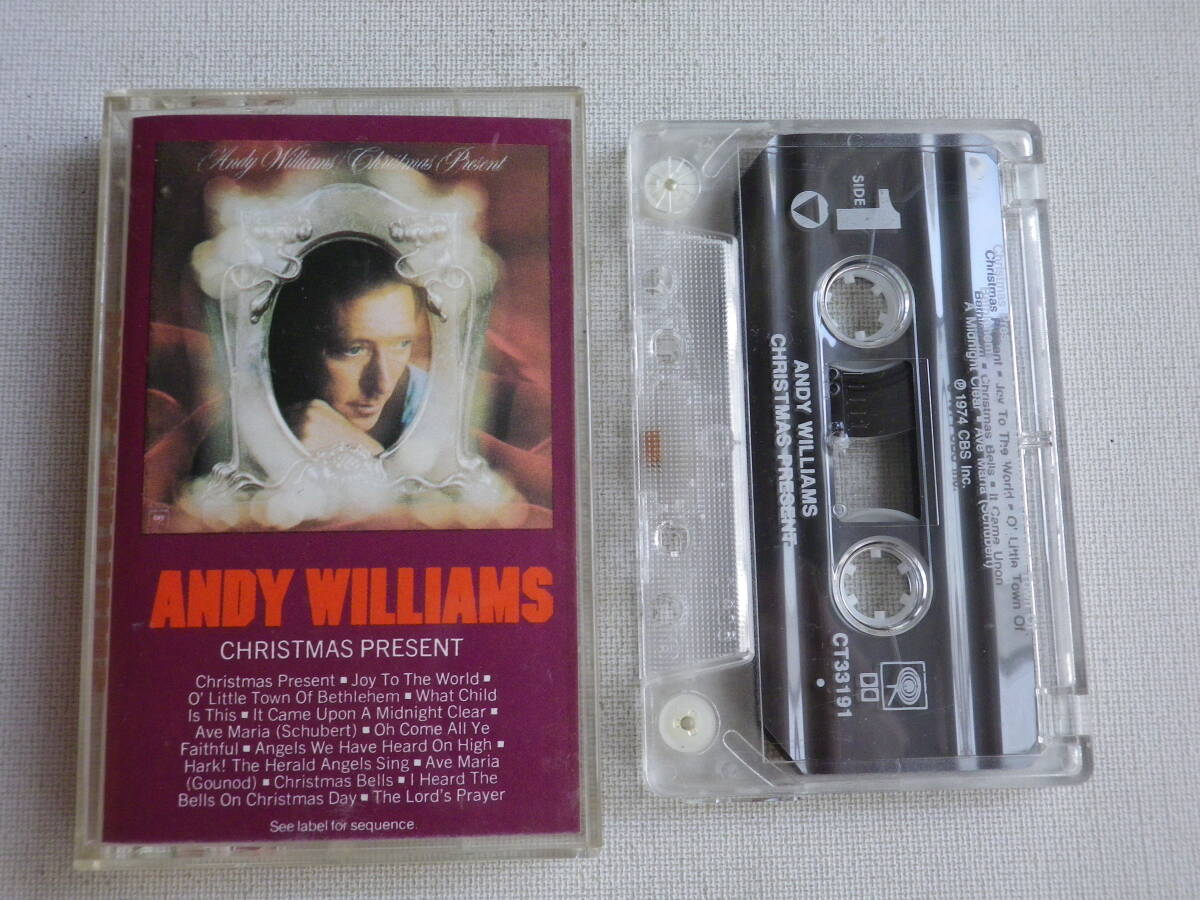 Andy Williams Christmas Present
ANDY WILLIAMS
CHRISTMAS PRESENT
Christmas Present ▪ Joy To The World ▪
O' Little Town Of Bethlehem ▪ What Child
Is This ▪ It Came Upon A Midnight Clear ▪
Ave Maria (Schubert) ▪ Oh Come All Ye
Faithful ▪ Angels We Have Heard On High ▪
Hark! The Herald Angels Sing ▪ Ave Maria
(Gounod) ▪ Christmas Bells ▪ I Heard The
Bells On Christmas Day ▪ The Lord's Prayer
See label for sequence
SIDE 1
ANDY WILLIAMS
CHRISTMAS PRESENT
Christmas Present ▪ Joy To The World ▪ O' Little Town Of
Bethlehem ▪ Christmas Bells ▪ It Came Upon
A Midnight Clear ▪ Ave Maria (Schubert)
℗ 1974 CBS Inc.
CT33191